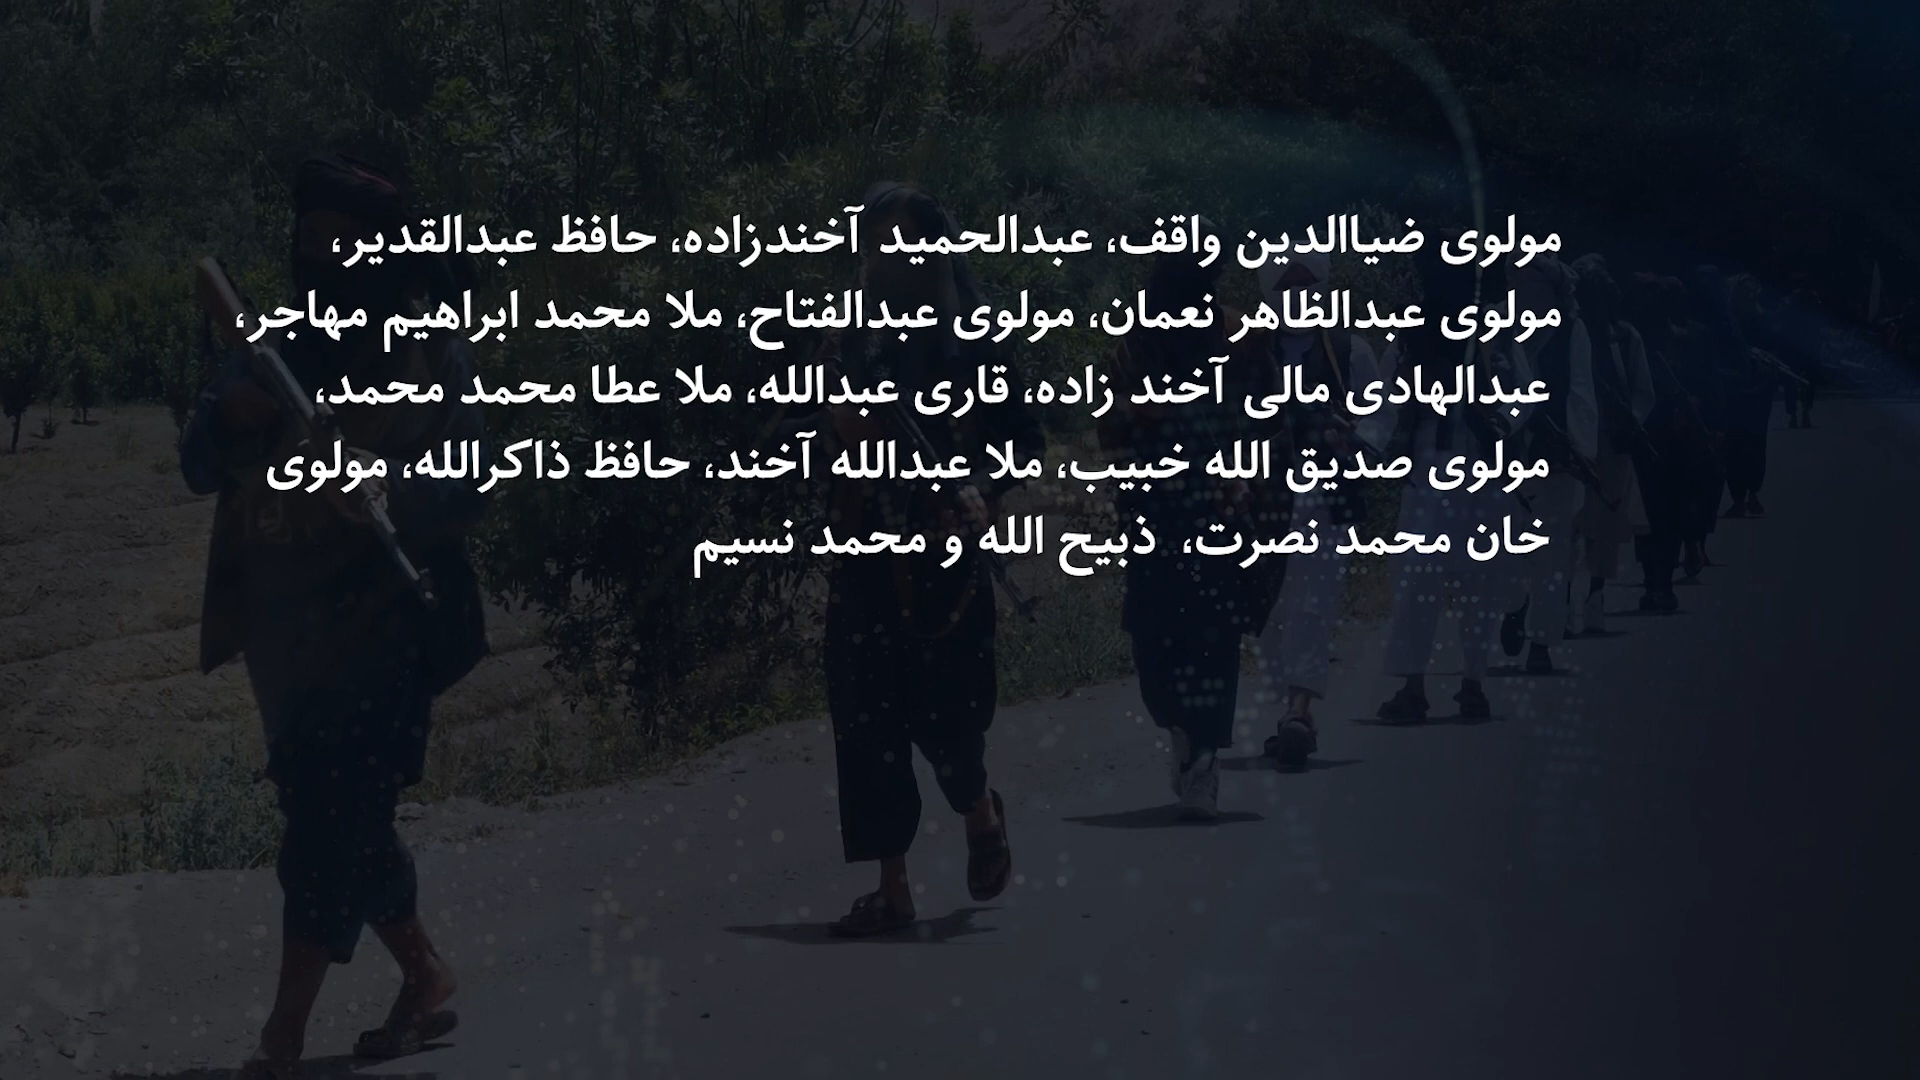 مولوی ضیاالدین واقف، عبدالحمید آخندزاده، حافظ عبدالقدیر،
مولوی عبدالظاهر نعمان، مولوی عبدالفتاح، ملا محمد ابراهیم مهاجر،
عبدالهادی مالی آخند زاده، قاری عبدالله، ملا عطا محمد محمد،
مولوی صدیق الله خبیب، ملا عبدالله آخند، حافظ ذاکرالله، مولوی
خان محمد نصرت، ذبیح الله و محمد نسیم